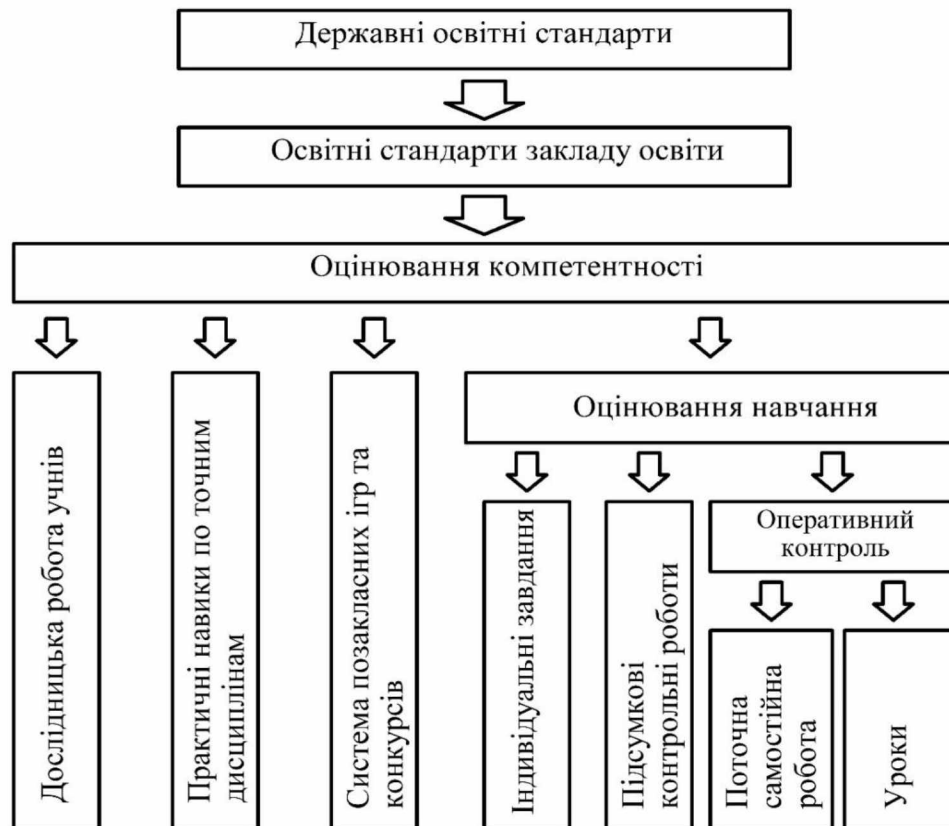 Державні освітні стандарти
Освітні стандарти закладу освіти
Оцінювання компетентності
Дослідницька робота учнів
Практичні навики по точним
дисциплінам
Система позакласних ігр та
конкурсів
Оцінювання навчання
Індивідуальні завдання
Підсумкові
контрольні роботи
Оперативний
контроль
Поточна
самостійна
робота
Уроки